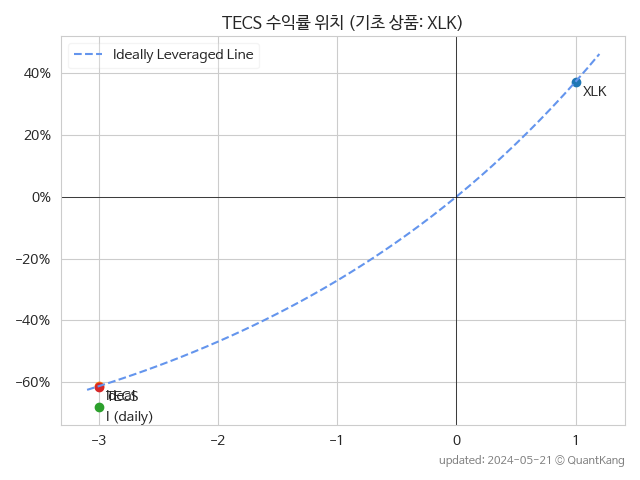 TECS 수익률 위치 (기초 상품: XLK)
Ideally Leveraged Line
40%
20%
0%
−20%
−40%
−60%
XLK
Ideal
TECS
I (daily)
−3
−2
−1
0
1
updated: 2024-05-21 © QuantKang